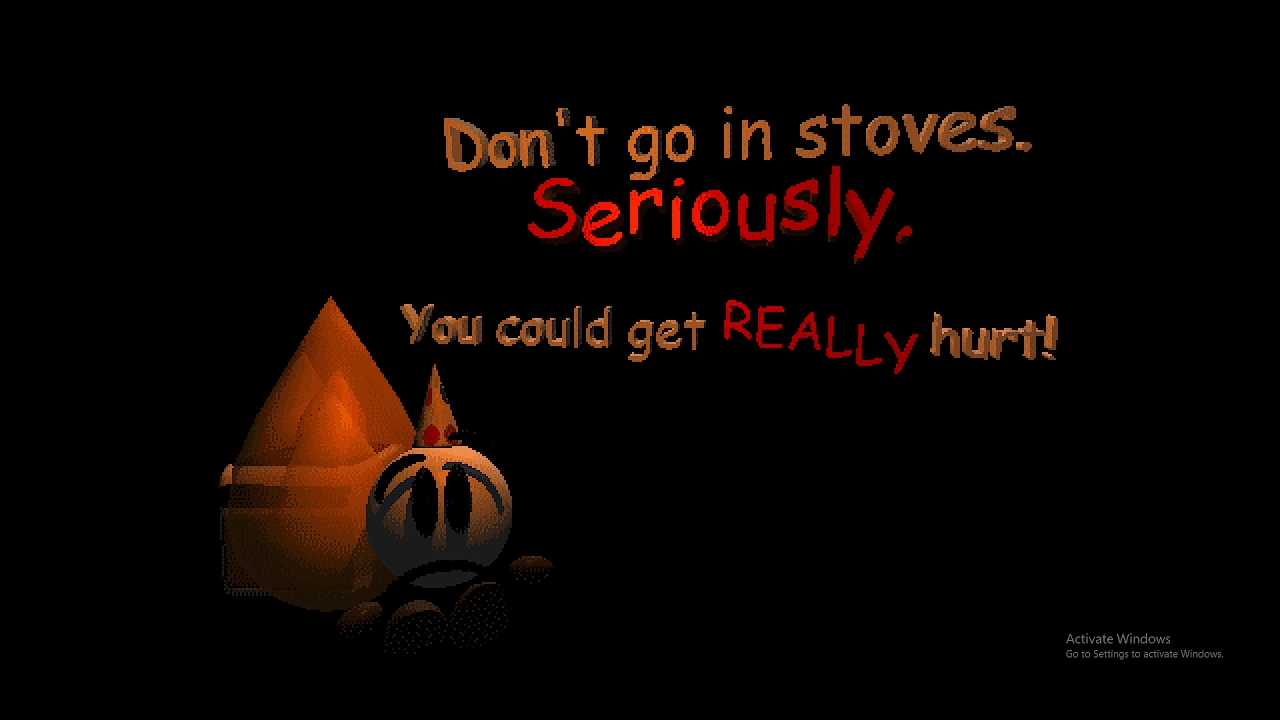 Don't go in stoves.
Seriously.
You could get REALLY hurt!
Activate Windows
Go to Settings to activate Windows.